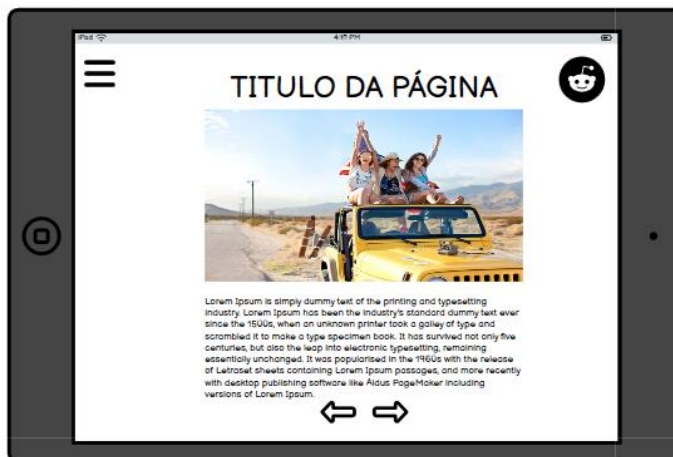 iPad
4:15 PM
TITULO DA PÁGINA
Lorem Ipsum is simply dummy text of the printing and typesetting
industry. Lorem Ipsum has been the industry's standard dummy text ever
since the 1500s, when an unknown printer took a galley of type and
scrambled it to make a type specimen book. It has survived not only five
centuries, but also the leap into electronic typesetting, remaining
essentially unchanged. It was popularised in the 1960s with the release
of Letraset sheets containing Lorem Ipsum passages, and more recently
with desktop publishing software like Aldus PageMaker including
versions of Lorem Ipsum.